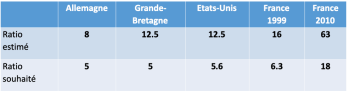 Allemagne Grande-Bretagne Etats-Unis France 1999 France 2010
Ratio estimé 8 12.5 12.5 16 63
Ratio souhaité 5 5 5.6 6.3 18